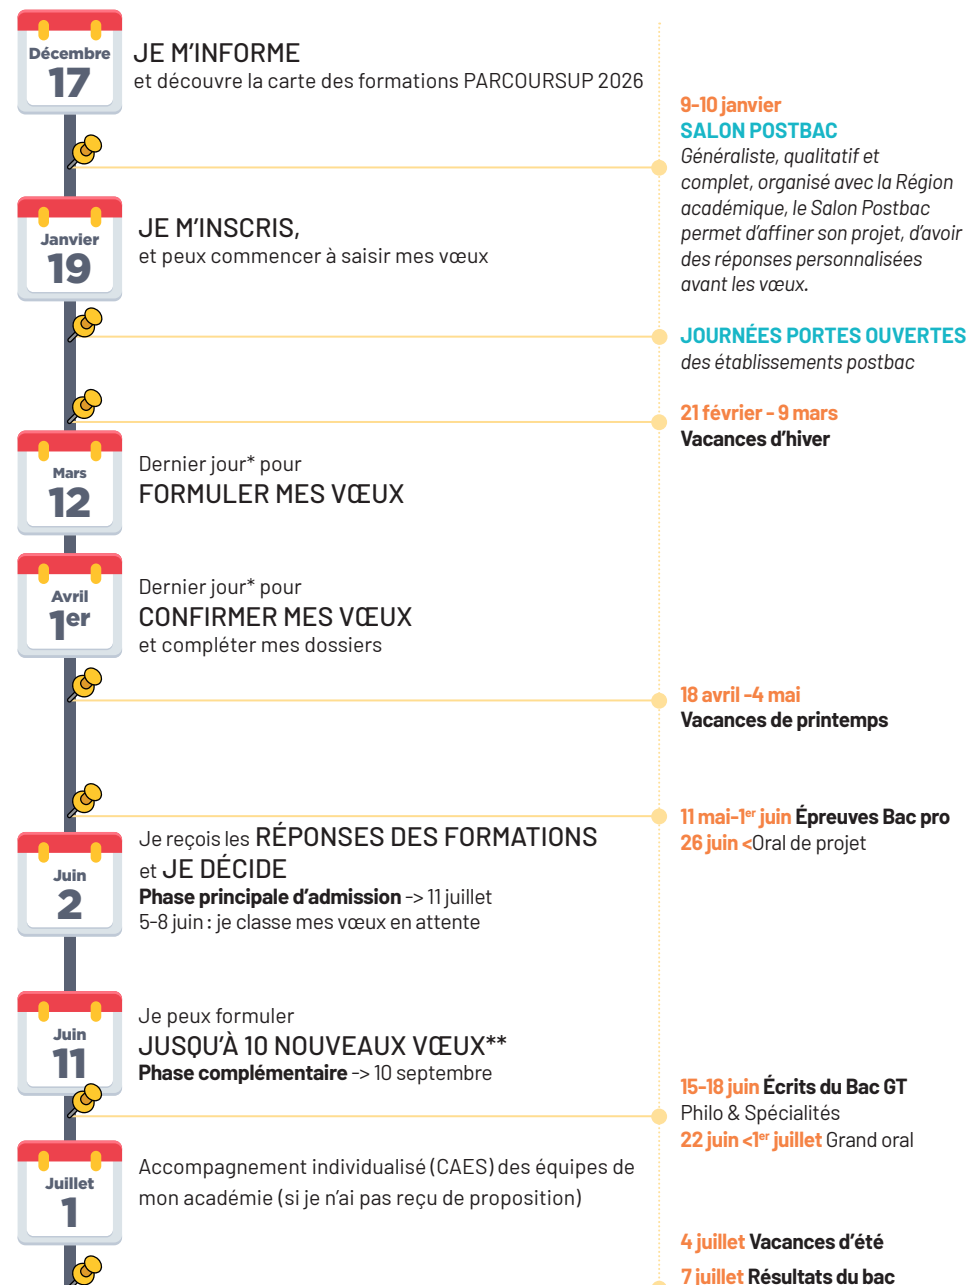 Décembre
17
JE M'INFORME
et découvre la carte des formations PARCOURSUP 2026
9-10 janvier
SALON POSTBAC
Généraliste, qualitatif et
complet, organisé avec la Région
académique, le Salon Postbac
permet d'affiner son projet, d'avoir
des réponses personnalisées
avant les vœux.
Janvier
19
JE M'INSCRIS,
et peux commencer à saisir mes vœux
JOURNÉES PORTES OUVERTES
des établissements postbac
21 février - 9 mars
Vacances d'hiver
Mars
12
Dernier jour* pour
FORMULER MES VŒUX
Avril
1er
Dernier jour* pour
CONFIRMER MES VŒUX
et compléter mes dossiers
18 avril -4 mai
Vacances de printemps
11 mai-1er juin Épreuves Bac pro
26 juin <Oral de projet
Juin
2
Je reçois les RÉPONSES DES FORMATIONS
et JE DÉCIDE
Phase principale d'admission -> 11 juillet
5-8 juin : je classe mes vœux en attente
Juin
11
Je peux formuler
JUSQU'À 10 NOUVEAUX VŒUX**
Phase complémentaire -> 10 septembre
15-18 juin Écrits du Bac GT
Philo & Spécialités
22 juin <1er juillet Grand oral
Juillet
1
Accompagnement individualisé (CAES) des équipes de
mon académie (si je n'ai pas reçu de proposition)
4 juillet Vacances d'été
7 juillet Résultats du bac